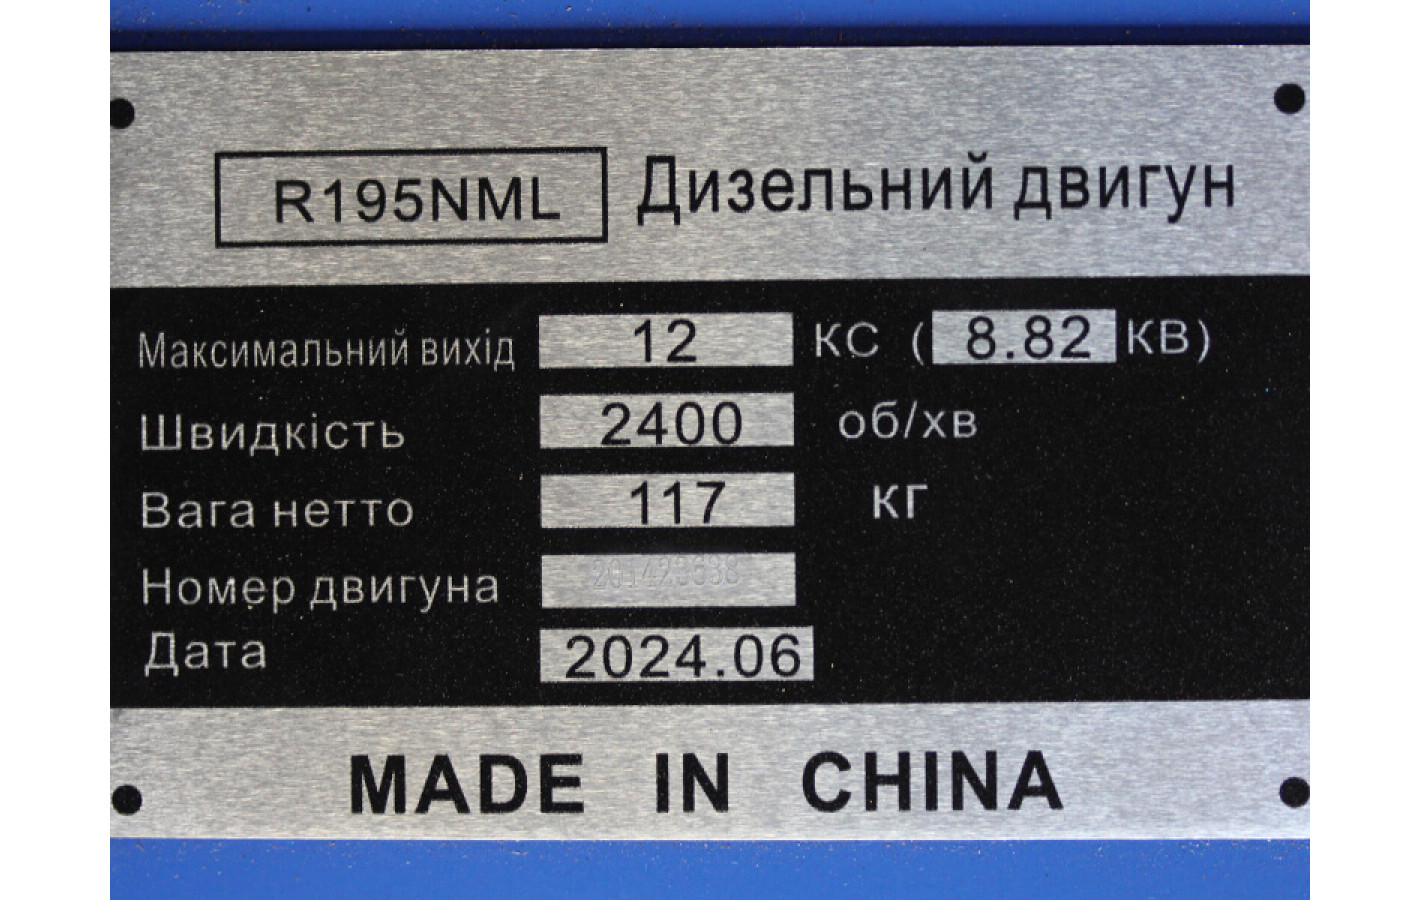 R195NML Дизельний двигун
Максимальний вихід 12 КС ( 8.82 КВ)
Швидкість 2400 об/хв
Вага нетто 117 кг
Номер двигуна
Дата 2024.06
MADE IN CHINA